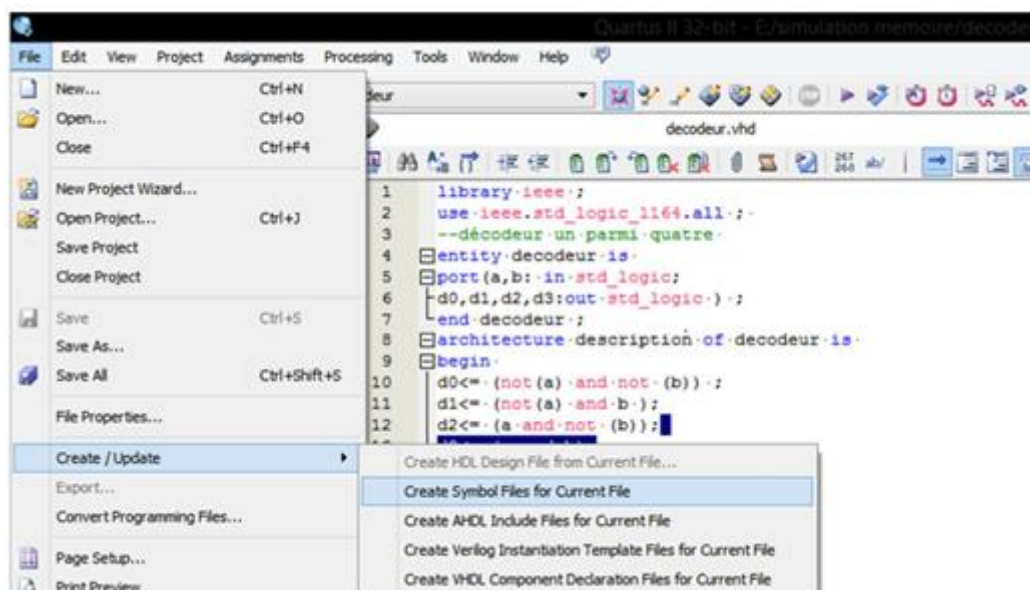 Quartus II 32-bit - E:/simulation memoire/decode
File Edit View Project Assignments Processing Tools Window Help
New... Ctrl+N
Open... Ctrl+O
Close Ctrl+F4
New Project Wizard...
Open Project... Ctrl+J
Save Project
Close Project
Save Ctrl+S
Save As...
Save All Ctrl+Shift+S
File Properties...
Create / Update
Export...
Convert Programming Files...
Page Setup...
Print Preview
deur
decodeur.vhd
267
268 ab/
1 library ieee ;
2 use ieee.std_logic_1164.all ;
3 --décodeur un parmi quatre
4 entity decodeur is
5 port(a,b: in std_logic;
6 d0,d1,d2,d3:out std_logic ) ;
7 end decodeur ;
8 architecture description of decodeur is
9 begin
10 d0<= (not(a) and not (b)) ;
11 d1<= (not(a) and b );
12 d2<= (a and not (b));
Create HDL Design File from Current File...
Create Symbol Files for Current File
Create AHDL Include Files for Current File
Create Verilog Instantiation Template Files for Current File
Create VHDL Component Declaration Files for Current File